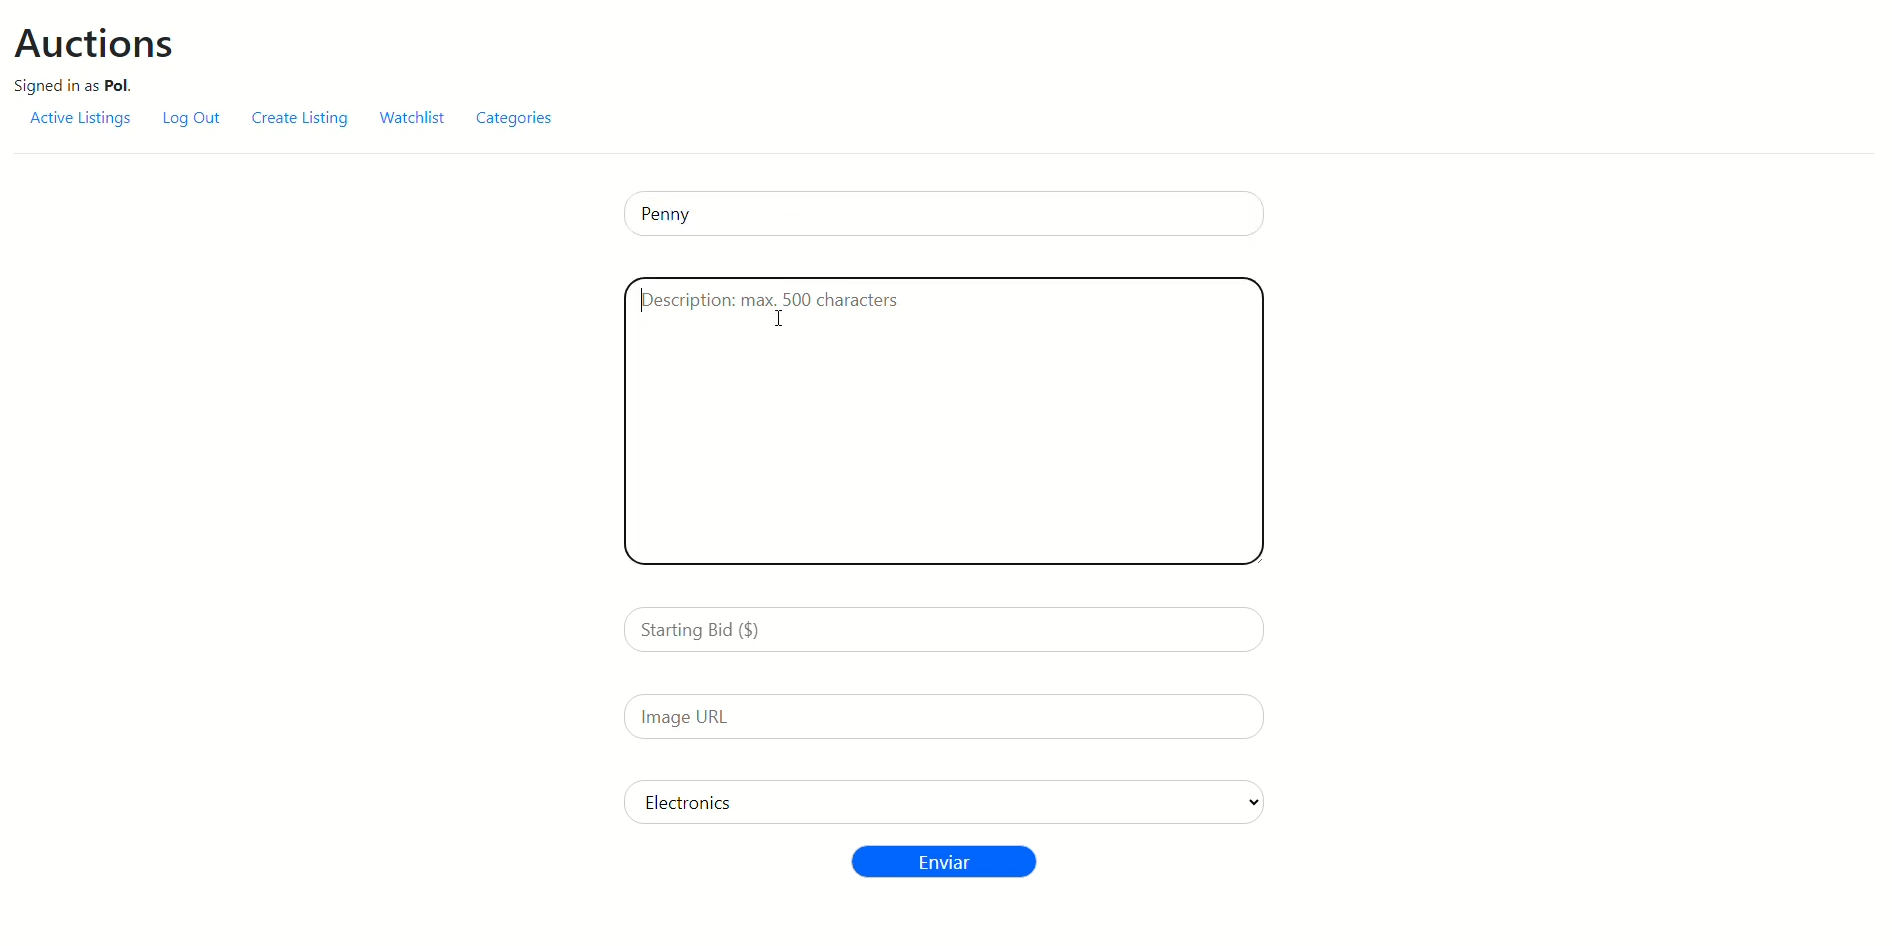 Auctions
Signed in as Pol.
Active Listings Log Out Create Listing Watchlist Categories
Penny
Description: max. 500 characters
Starting Bid ($)
Image URL
Electronics
Enviar